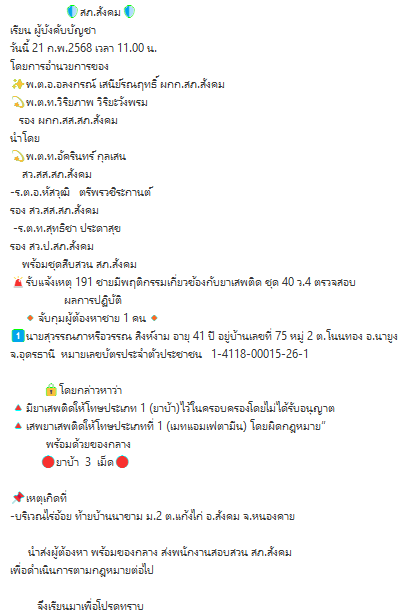 🛡️สภ.สังคม🛡️
เรียน ผู้บังคับบัญชา
วันนี้ 21 ก.พ.2568 เวลา 11.00 น.
โดยการอำนวยการของ
💫พ.ต.อ.อลงกรณ์ เสนีย์รณฤทธิ์ ผกก.สภ.สังคม
💫พ.ต.ท.วิริยภาพ วิริยะวังพรม
รอง ผกก.สส.สภ.สังคม
นำโดย
💫พ.ต.ท.อัครินทร์ กุลเสน
สว.สส.สภ.สังคม
-ร.ต.อ.หัสวุฒิ ตรีพรวชิระกานต์
รอง สว.สส.สภ.สังคม
-ร.ต.ท.สุทธิชา ประดาสุข
รอง สว.ป.สภ.สังคม
พร้อมชุดสืบสวน สภ.สังคม
🚨รับแจ้งเหตุ 191 ชายมีพฤติกรรมเกี่ยวข้องกับยาเสพติด ชุด 40 ว.4 ตรวจสอบ
ผลการปฏิบัติ
🔸จับกุมผู้ต้องหาชาย 1 คน🔸
1️⃣นายสุวรรณภาหรือวรรณ สิงห์งาม อายุ 41 ปี อยู่บ้านเลขที่ 75 หมู่ 2 ต.โนนทอง อ.นายูง
จ.อุดรธานี หมายเลขบัตรประจำตัวประชาชน 1-4118-00015-26-1
🔒โดยกล่าวหาว่า
🔺มียาเสพติดให้โทษประเภท 1 (ยาบ้า)ไว้ในครอบครองโดยไม่ได้รับอนุญาต
🔺เสพยาเสพติดให้โทษประเภทที่ 1 (เมทแอมเฟตามีน) โดยผิดกฎหมาย”
พร้อมด้วยของกลาง
🔴ยาบ้า 3 เม็ด🔴
📌เหตุเกิดที่
-บริเวณไร่อ้อย ท้ายบ้านนาขาม ม.2 ต.แก้งไก่ อ.สังคม จ.หนองคาย
นำส่งผู้ต้องหา พร้อมของกลาง ส่งพนักงานสอบสวน สภ.สังคม
เพื่อดำเนินการตามกฎหมายต่อไป
จึงเรียนมาเพื่อโปรดทราบ